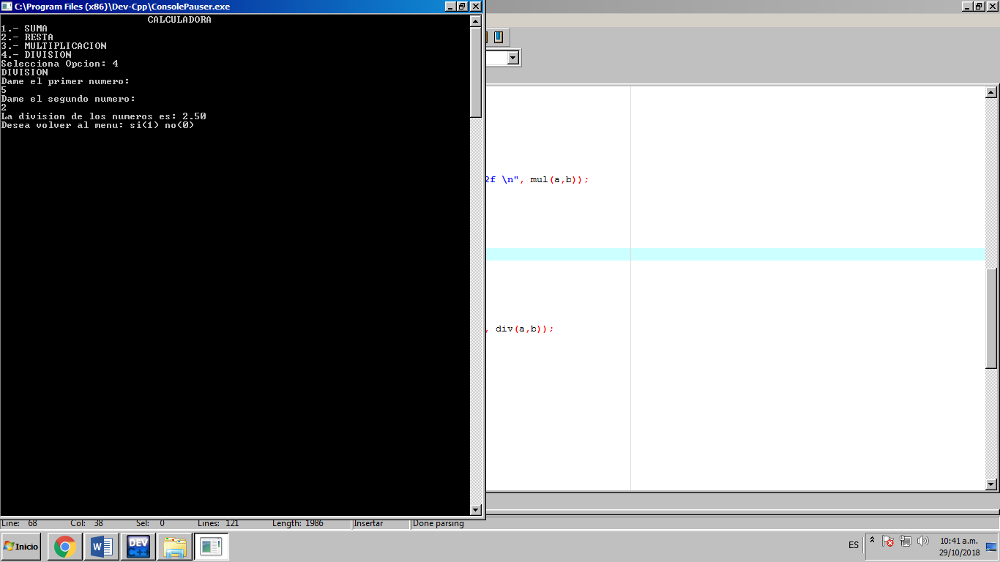 C:\Program Files (x86)\Dev-Cpp\ConsolePauser.exe
CALCULADORA
1.- SUMA
2.- RESTA
3.- MULTIPLICACION
4.- DIVISION
Selecciona Opcion: 4
DIVISION
Dame el primer numero:
5
Dame el segundo numero:
2
La division de los numeros es: 2.50
Desea volver al menu: si(1) no(0)
2f \n", mul(a,b));
, div(a,b));
Line: 68 Col: 38 Sel: 0 Lines: 121 Length: 1986 Insertar Done parsing
Inicio
W
DEV
C++
ES
10:41 a.m.
29/10/2018